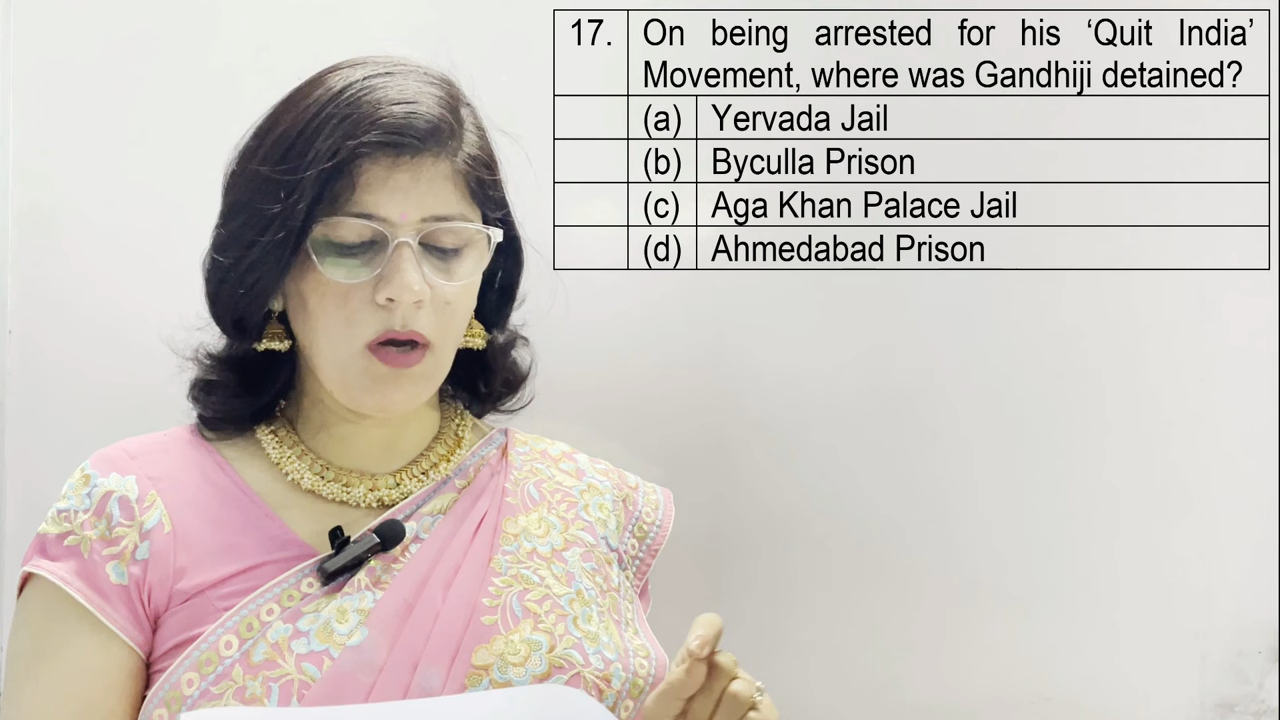 17. On being arrested for his ‘Quit India’
Movement, where was Gandhiji detained?
(a) Yervada Jail
(b) Byculla Prison
(c) Aga Khan Palace Jail
(d) Ahmedabad Prison